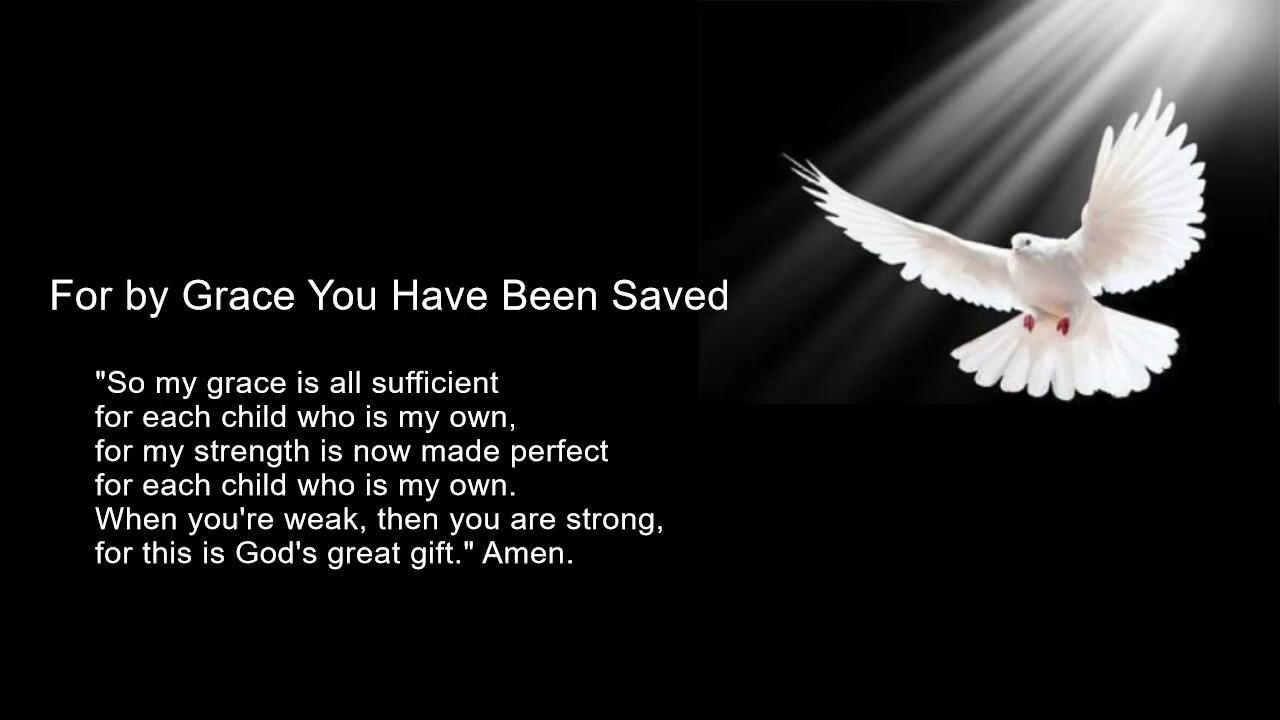 For by Grace You Have Been Saved
"So my grace is all sufficient
for each child who is my own,
for my strength is now made perfect
for each child who is my own.
When you're weak, then you are strong,
for this is God's great gift." Amen.